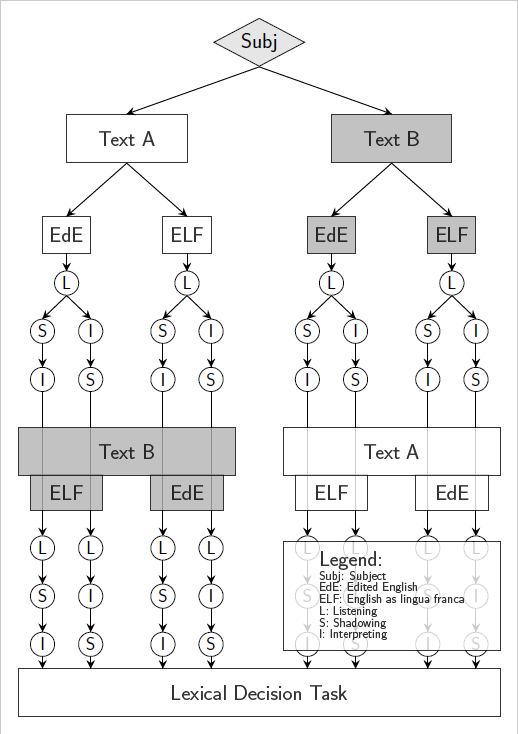 Subj
Text A Text B
EdE ELF EdE ELF
L L L L
S I S I S I S I
I S I S I S I S
Text B Text A
ELF EdE ELF EdE
L L L L L L L L
Legend:
Subj: Subject
EdE: Edited English
ELF: English as lingua franca
L: Listening
S: Shadowing
I: Interpreting
S I S I S I S I
I S I S I S I S
Lexical Decision Task